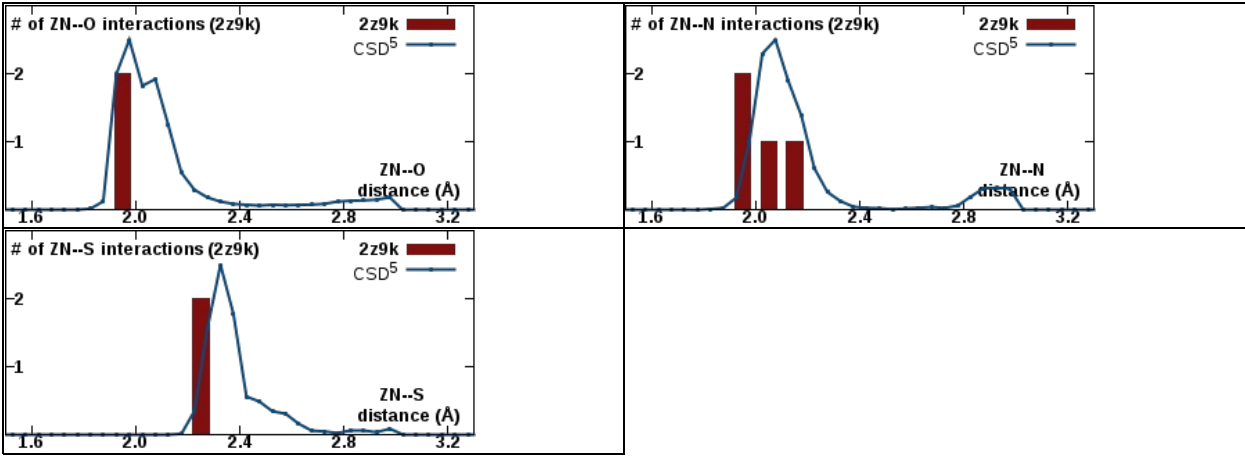 # of ZN--O interactions (2z9k)
2z9k
CSD⁵
2
1
ZN--O
distance (Å)
1.6 2.0 2.4 2.8 3.2
# of ZN--N interactions (2z9k)
2z9k
CSD⁵
2
1
ZN--N
distance (Å)
1.6 2.0 2.4 2.8 3.2
# of ZN--S interactions (2z9k)
2z9k
CSD⁵
2
1
ZN--S
distance (Å)
1.6 2.0 2.4 2.8 3.2